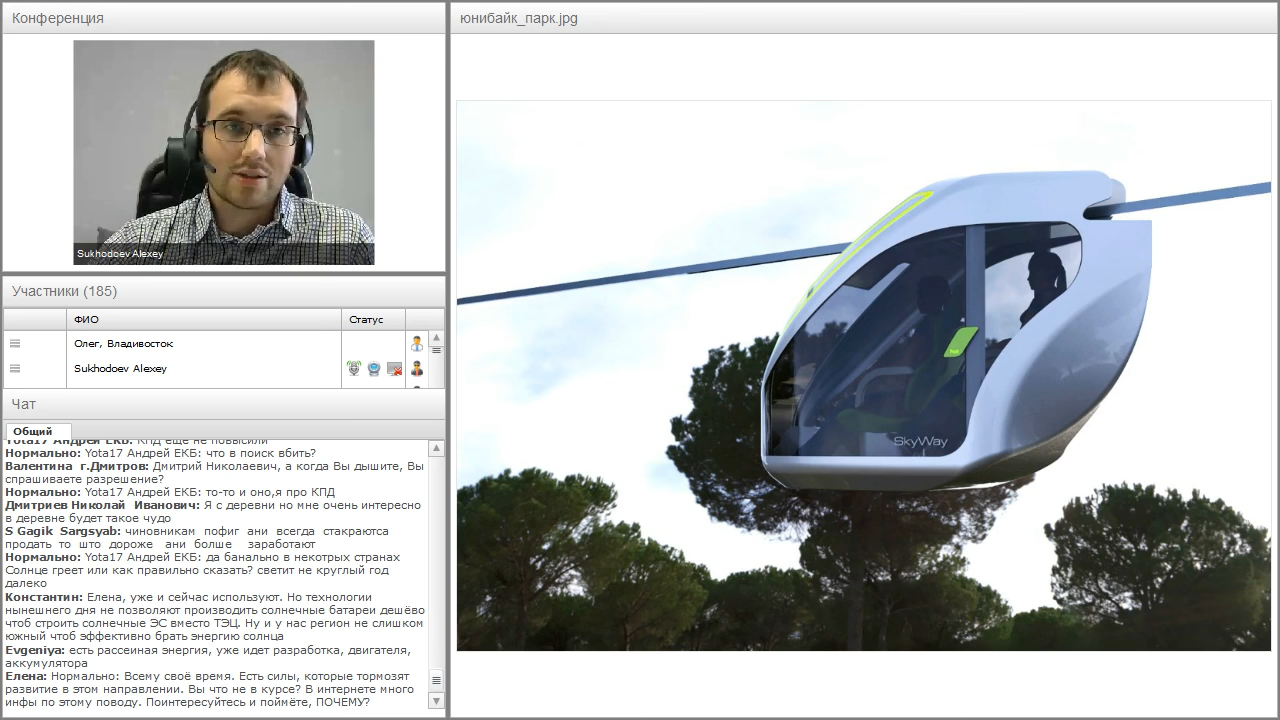 Конференция
Sukhodoev Alexey
Участники (185)
ФИО Статус
Олег, Владивосток
Sukhodoev Alexey
Чат
Общий
Yota17 Андрей ЕКБ: КПД еще не повысили
Нормально: Yota17 Андрей ЕКБ: что в поиск вбить?
Валентина г.Дмитров: Дмитрий Николаевич, а когда Вы дышите, Вы
спрашиваете разрешение?
Нормально: Yota17 Андрей ЕКБ: то-то и оно,я про КПД
Дмитриев Николай Иванович: Я с деревни но мне очень интересно
в деревне будет такое чудо
S Gagik Sargsyab: чиновникам пофиг ани всегда стакраются
продать то што дороже ани болше заработают
Нормально: Yota17 Андрей ЕКБ: да банально в некотрых странах
Солнце греет или как правильно сказать? светит не круглый год
далеко
Константин: Елена, уже и сейчас используют. Но технологии
нынешнего дня не позволяют производить солнечные батареи дешёво
чтоб строить солнечные ЭС вместо ТЭЦ. Ну и у нас регион не слишком
южный чтоб эффективно брать энергию солнца
Evgeniya: есть рассеиная энергия, уже идет разработка, двигателя,
аккумулятора
Елена: Нормально: Всему своё время. Есть силы, которые тормозят
развитие в этом направлении. Вы что не в курсе? В интернете много
инфы по этому поводу. Поинтересуйтесь и поймёте, ПОЧЕМУ?
юнибайк_парк.jpg
SkyWay